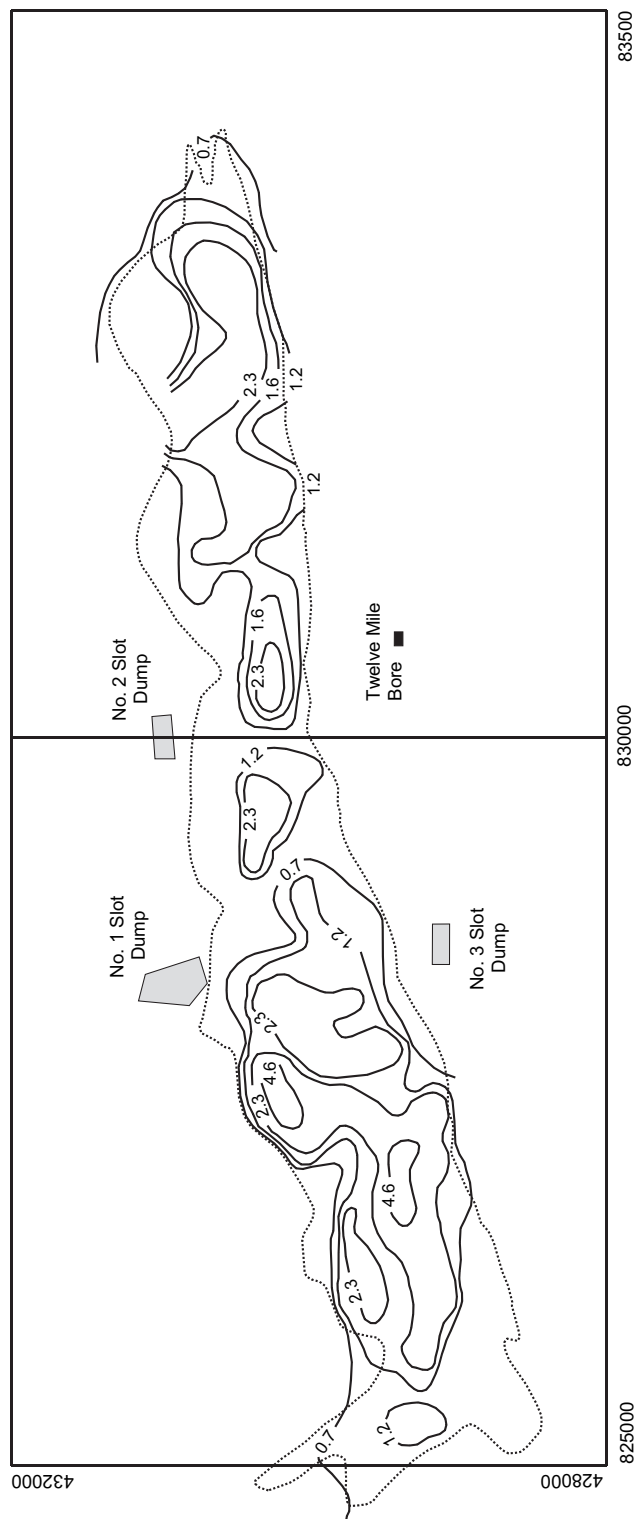 83500
0.7
2.3
1.6
1.2
1.2
No. 2 Slot
Dump
1.6
2.3
Twelve Mile
Bore
830000
1.2
2.3
0.7
No. 1 Slot
Dump
1.2
No. 3 Slot
Dump
2.3
4.6
2.3
4.6
2.3
1.2
0.7
825000
432000
428000